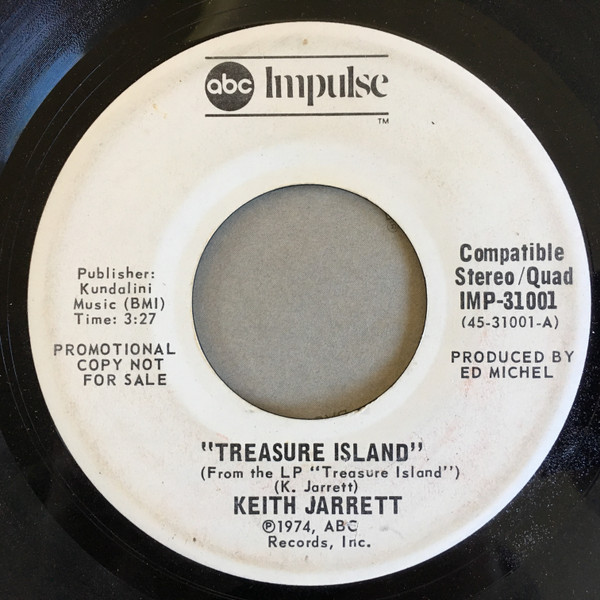 abc Impulse
TM
Publisher:
Kundalini
Music (BMI)
Time: 3:27
PROMOTIONAL
COPY NOT
FOR SALE
Compatible
Stereo/Quad
IMP-31001
(45-31001-A)
PRODUCED BY
ED MICHEL
"TREASURE ISLAND"
(From the LP "Treasure Island")
(K. Jarrett)
KEITH JARRETT
℗1974, ABC
Records, Inc.